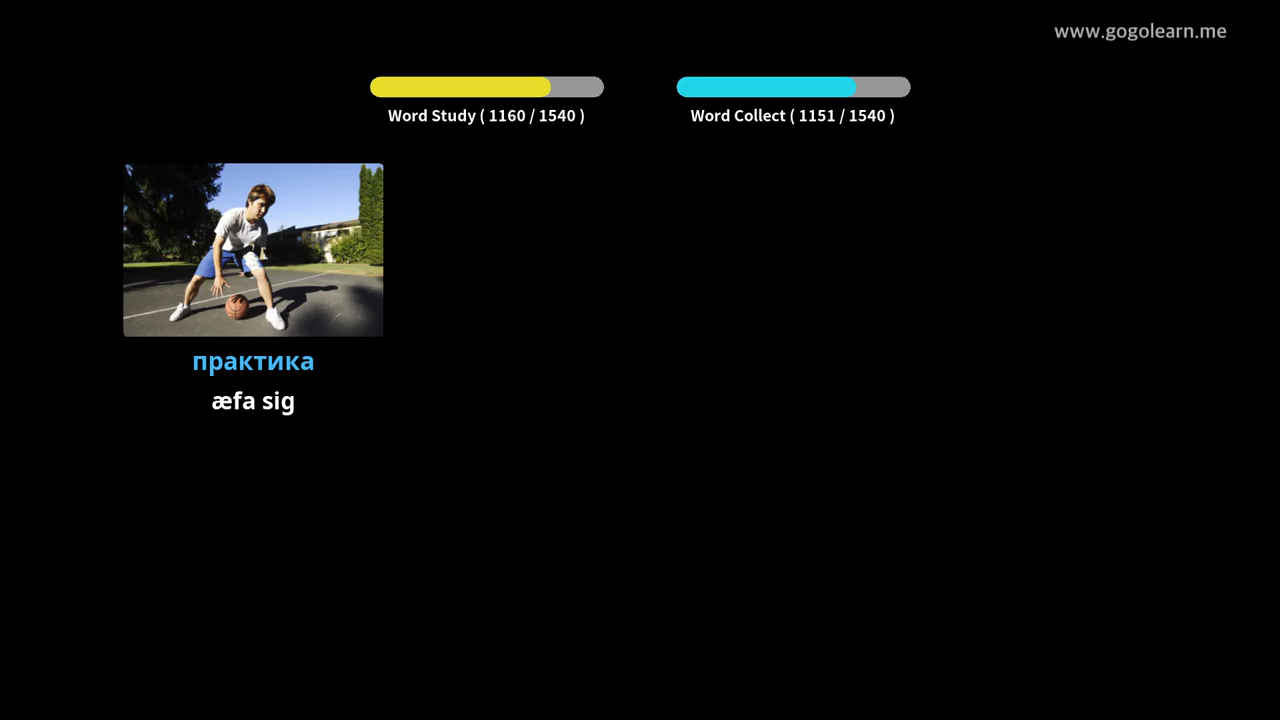 www.gogolearn.me
Word Study ( 1160 / 1540 )
Word Collect ( 1151 / 1540 )
практика
æfa sig